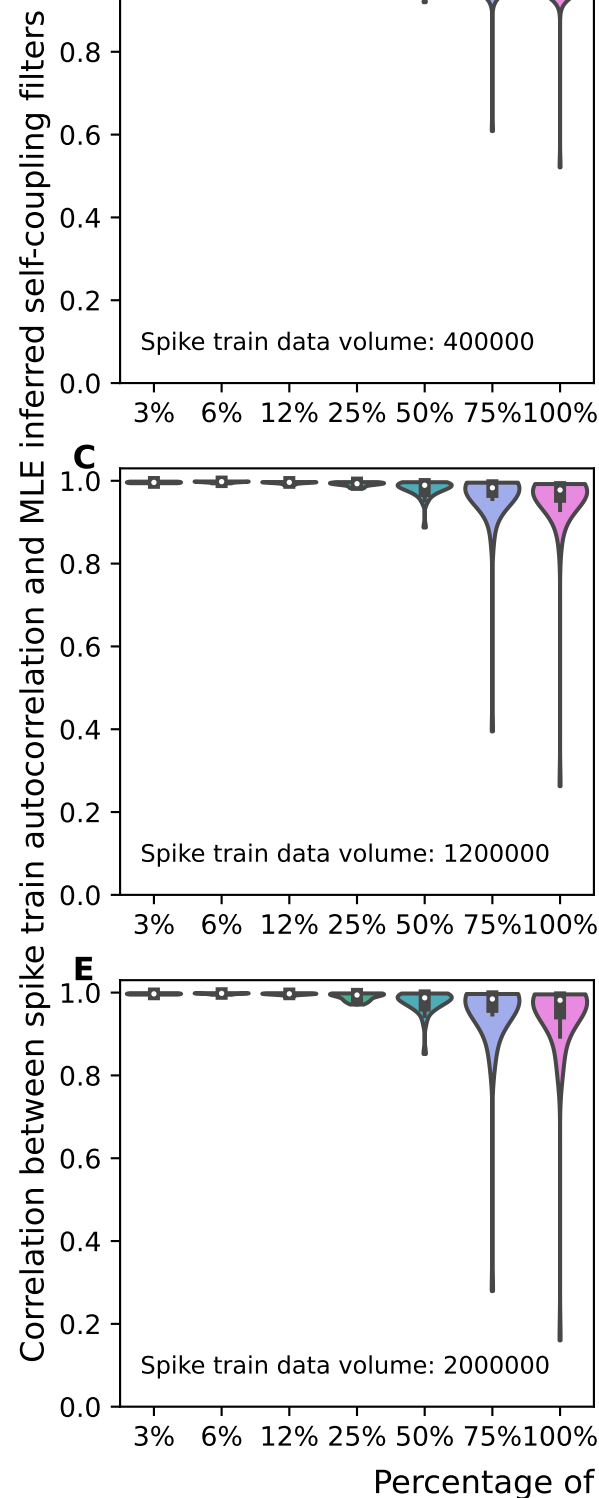 Correlation between spike train autocorrelation and MLE inferred self-coupling filters
0.8
0.6
0.4
0.2
0.0
Spike train data volume: 400000
3% 6% 12% 25% 50% 75% 100%
C
1.0
0.8
0.6
0.4
0.2
0.0
Spike train data volume: 1200000
3% 6% 12% 25% 50% 75% 100%
E
1.0
0.8
0.6
0.4
0.2
0.0
Spike train data volume: 2000000
3% 6% 12% 25% 50% 75% 100%
Percentage of